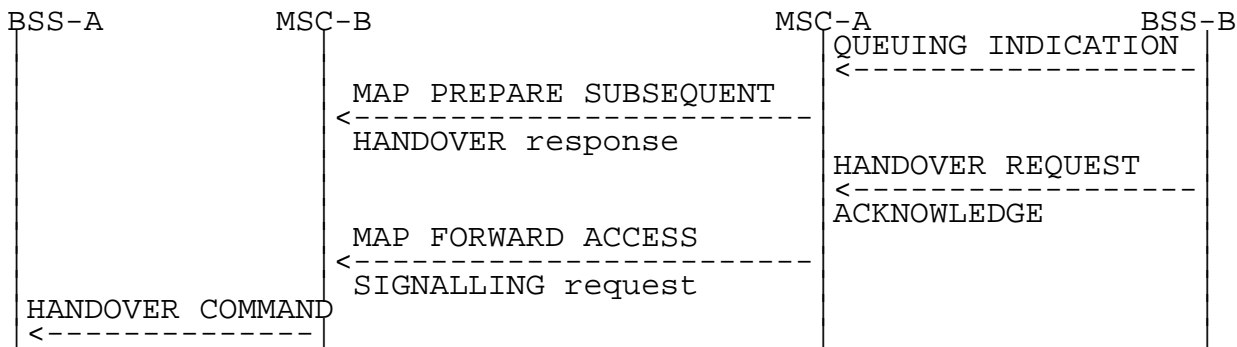 BSS-A MSC-B MSC-A BSS-B
QUEUING INDICATION
MAP PREPARE SUBSEQUENT
HANDOVER response
HANDOVER REQUEST
ACKNOWLEDGE
MAP FORWARD ACCESS
SIGNALLING request
HANDOVER COMMAND